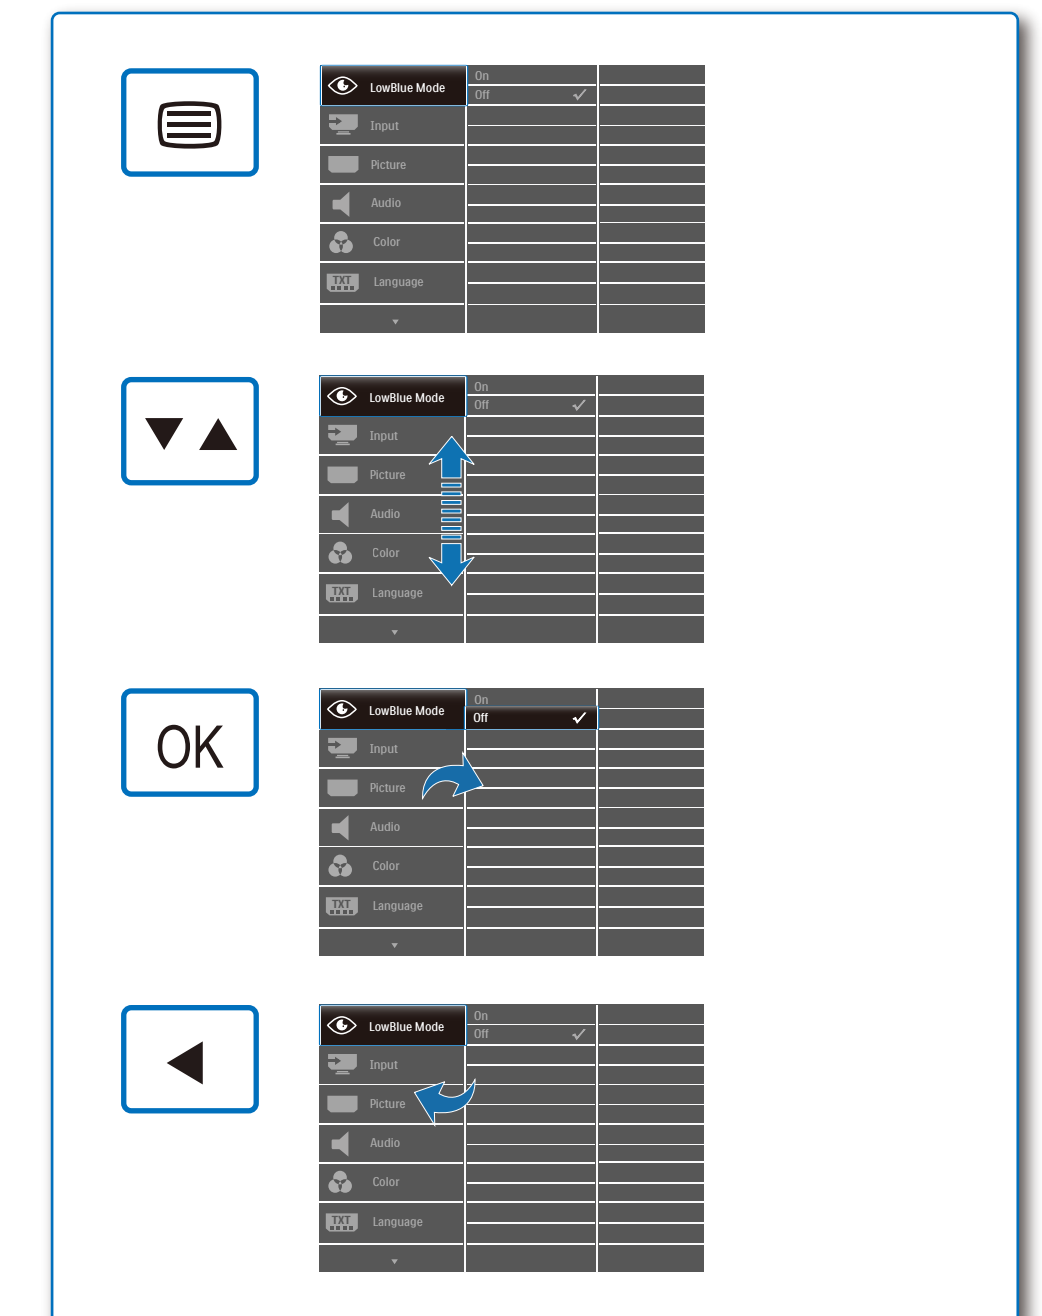 LowBlue Mode
On
Off
Input
Picture
Audio
Color
TXT
Language
LowBlue Mode
On
Off
Input
Picture
Audio
Color
TXT
Language
OK
LowBlue Mode
On
Off
Input
Picture
Audio
Color
TXT
Language
LowBlue Mode
On
Off
Input
Picture
Audio
Color
TXT
Language